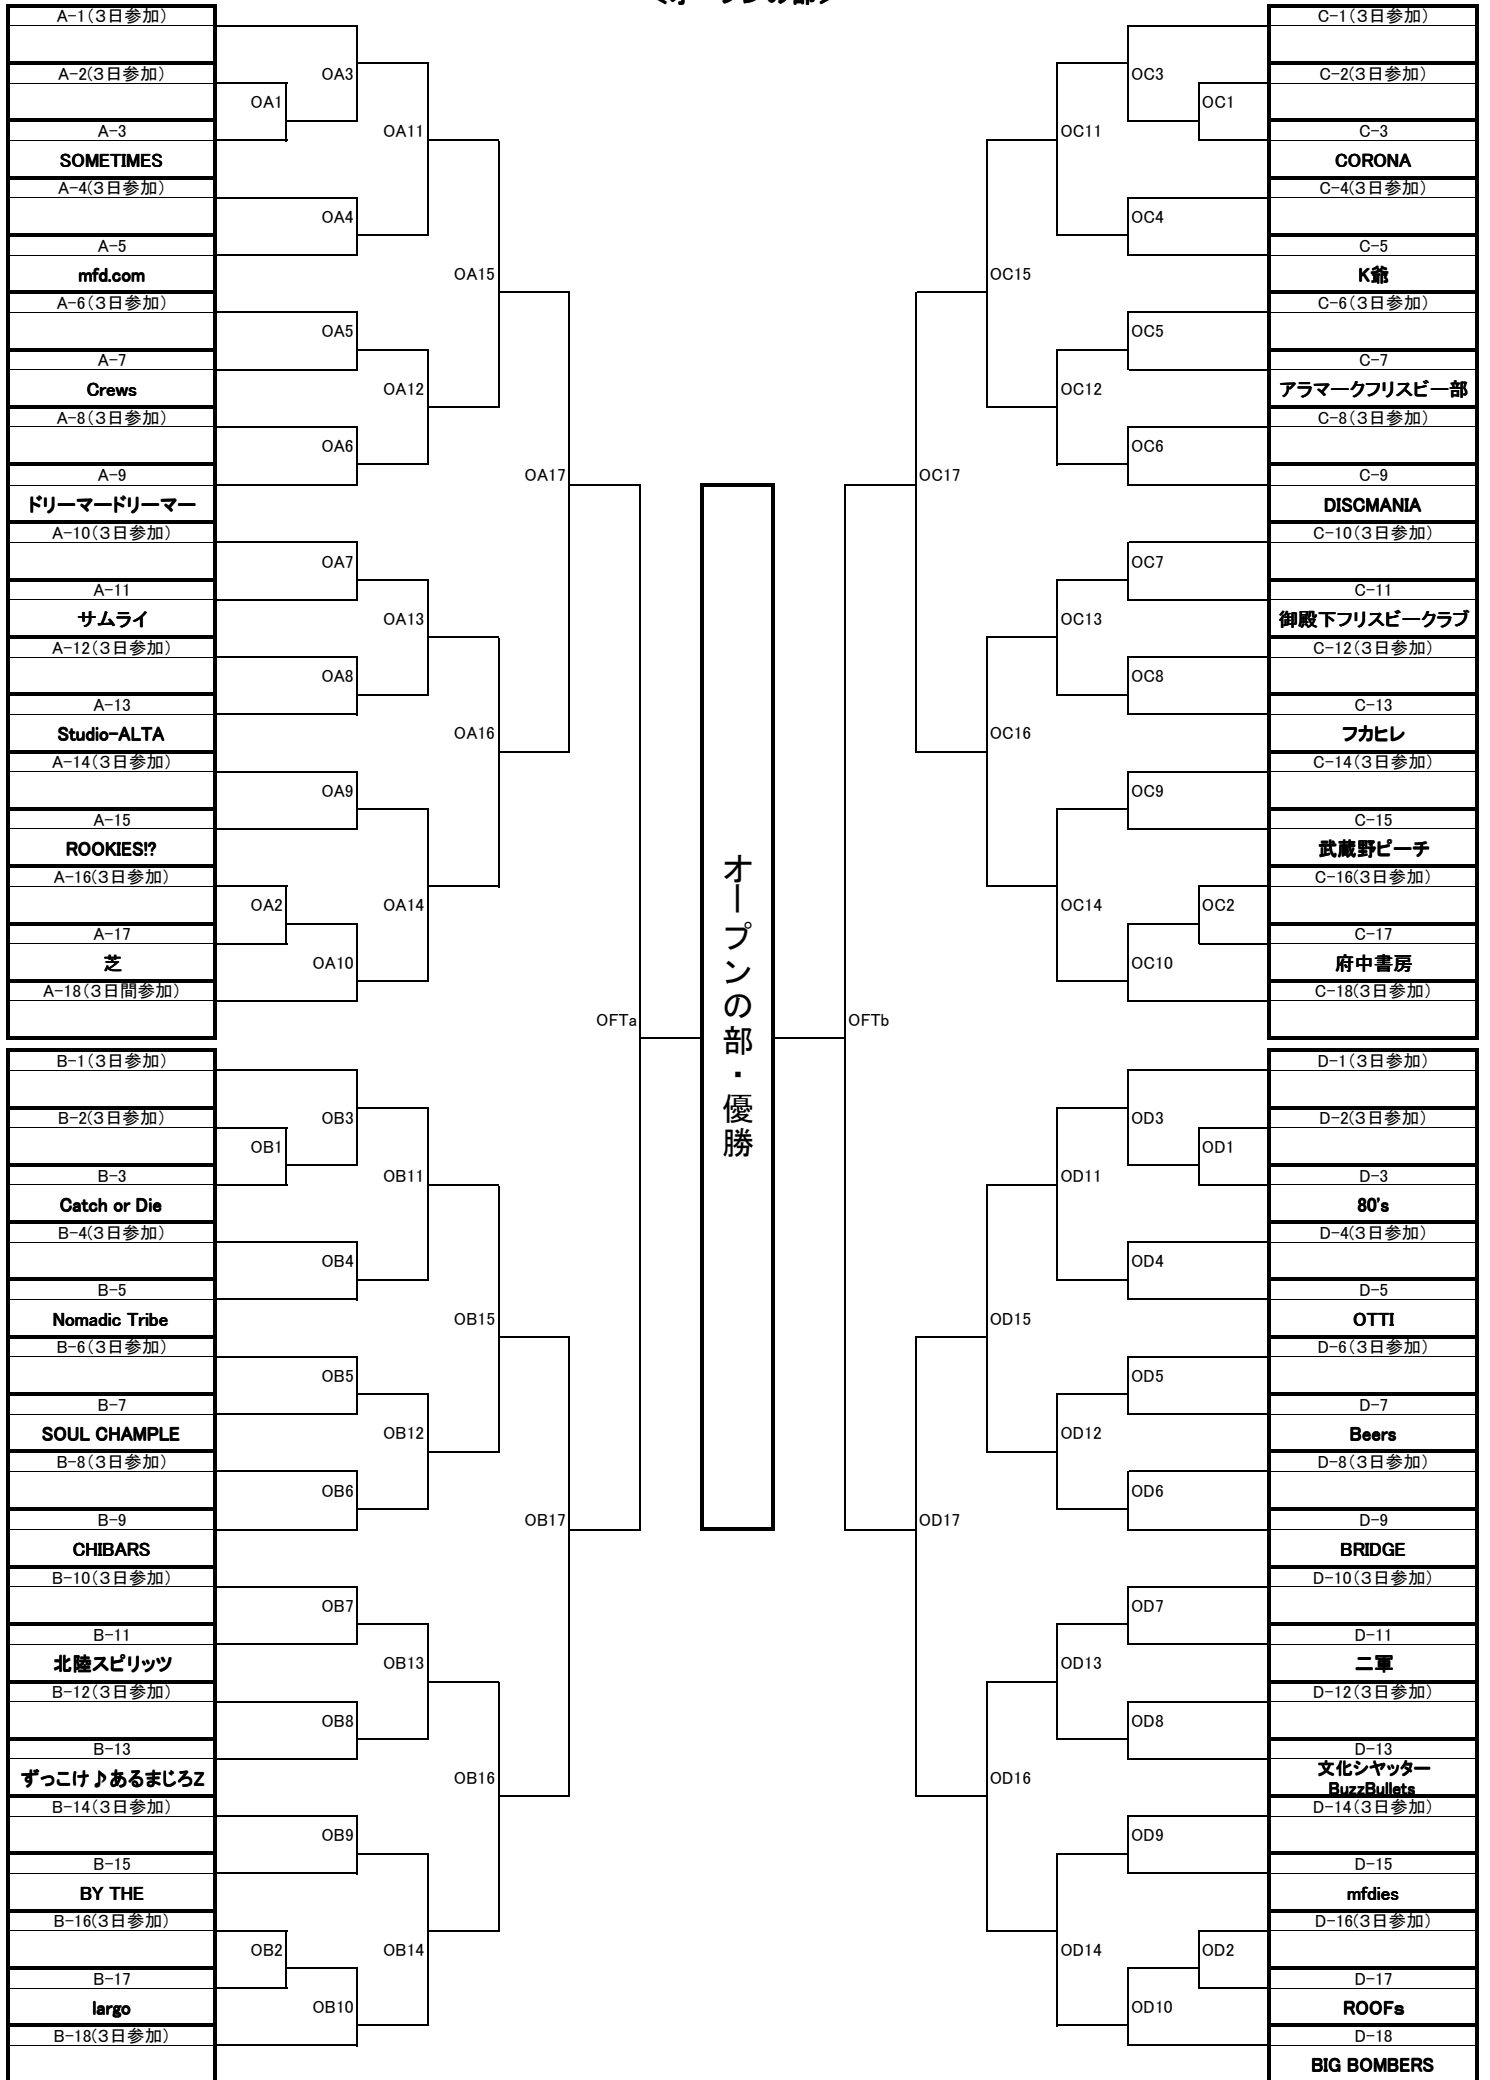 A-1(3日参加)
A-2(3日参加)
A-3
SOMETIMES
A-4(3日参加)
A-5
mfd.com
A-6(3日参加)
A-7
Crews
A-8(3日参加)
A-9
ドリーマードリーマー
A-10(3日参加)
A-11
サムライ
A-12(3日参加)
A-13
Studio-ALTA
A-14(3日参加)
A-15
ROOKIES!?
A-16(3日参加)
A-17
芝
A-18(3日間参加)
B-1(3日参加)
B-2(3日参加)
B-3
Catch or Die
B-4(3日参加)
B-5
Nomadic Tribe
B-6(3日参加)
B-7
SOUL CHAMPLE
B-8(3日参加)
B-9
CHIBARS
B-10(3日参加)
B-11
北陸スピリッツ
B-12(3日参加)
B-13
ずっこけ♪あるまじろZ
B-14(3日参加)
B-15
BY THE
B-16(3日参加)
B-17
largo
B-18(3日参加)
OA1
OA2
OA3
OA4
OA5
OA6
OA7
OA8
OA9
OA10
OA11
OA12
OA13
OA14
OA15
OA16
OA17
OB1
OB2
OB3
OB4
OB5
OB6
OB7
OB8
OB9
OB10
OB11
OB12
OB13
OB14
OB15
OB16
OB17
OFTa
オープンの部・優勝
OFTb
OC17
OC15
OC16
OC11
OC12
OC13
OC14
OC3
OC4
OC5
OC6
OC7
OC8
OC9
OC10
OC1
OC2
OD17
OD15
OD16
OD11
OD12
OD13
OD14
OD3
OD4
OD5
OD6
OD7
OD8
OD9
OD10
OD1
OD2
C-1(3日参加)
C-2(3日参加)
C-3
CORONA
C-4(3日参加)
C-5
K爺
C-6(3日参加)
C-7
アラマークフリスビー部
C-8(3日参加)
C-9
DISCMANIA
C-10(3日参加)
C-11
御殿下フリスビークラブ
C-12(3日参加)
C-13
フカヒレ
C-14(3日参加)
C-15
武蔵野ピーチ
C-16(3日参加)
C-17
府中書房
C-18(3日参加)
D-1(3日参加)
D-2(3日参加)
D-3
80's
D-4(3日参加)
D-5
OTTI
D-6(3日参加)
D-7
Beers
D-8(3日参加)
D-9
BRIDGE
D-10(3日参加)
D-11
二軍
D-12(3日参加)
D-13
文化シヤッター
BuzzBullets
D-14(3日参加)
D-15
mfdies
D-16(3日参加)
D-17
ROOFs
D-18
BIG BOMBERS